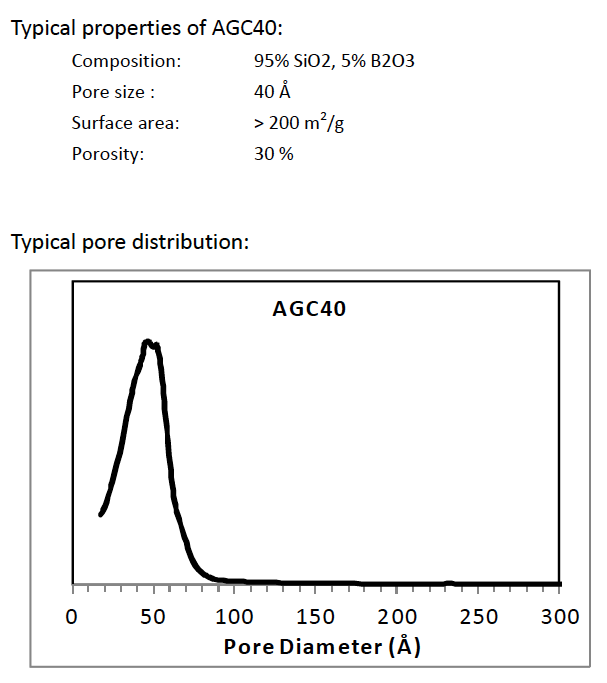 Typical properties of AGC40:
Composition: 95% SiO2, 5% B2O3
Pore size : 40 Å
Surface area: > 200 m²/g
Porosity: 30 %
Typical pore distribution:
AGC40
0 50 100 150 200 250 300
Pore Diameter (Å)